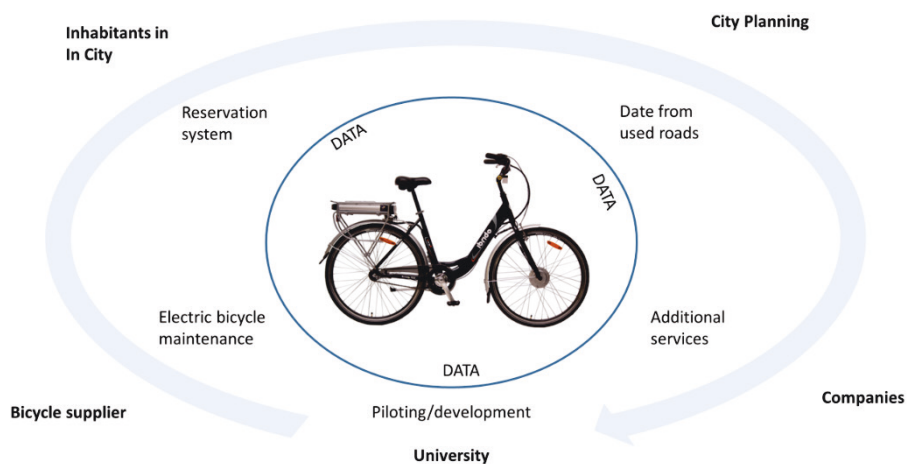 Inhabitants in
In City
City Planning
Reservation
system
Date from
used roads
DATA
DATA
Electric bicycle
maintenance
Additional
services
DATA
Bicycle supplier
Piloting/development
Companies
University